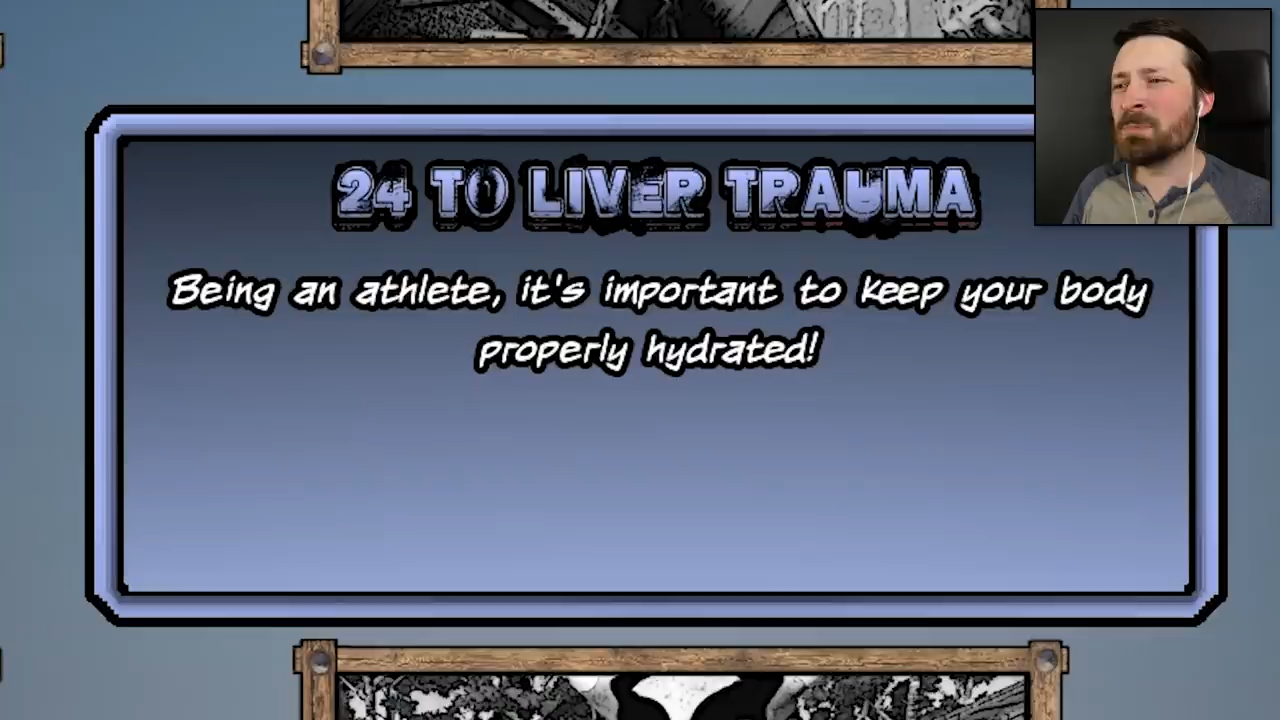 24 TO LIVER TRAUMA
Being an athlete, it's important to keep your body
properly hydrated!